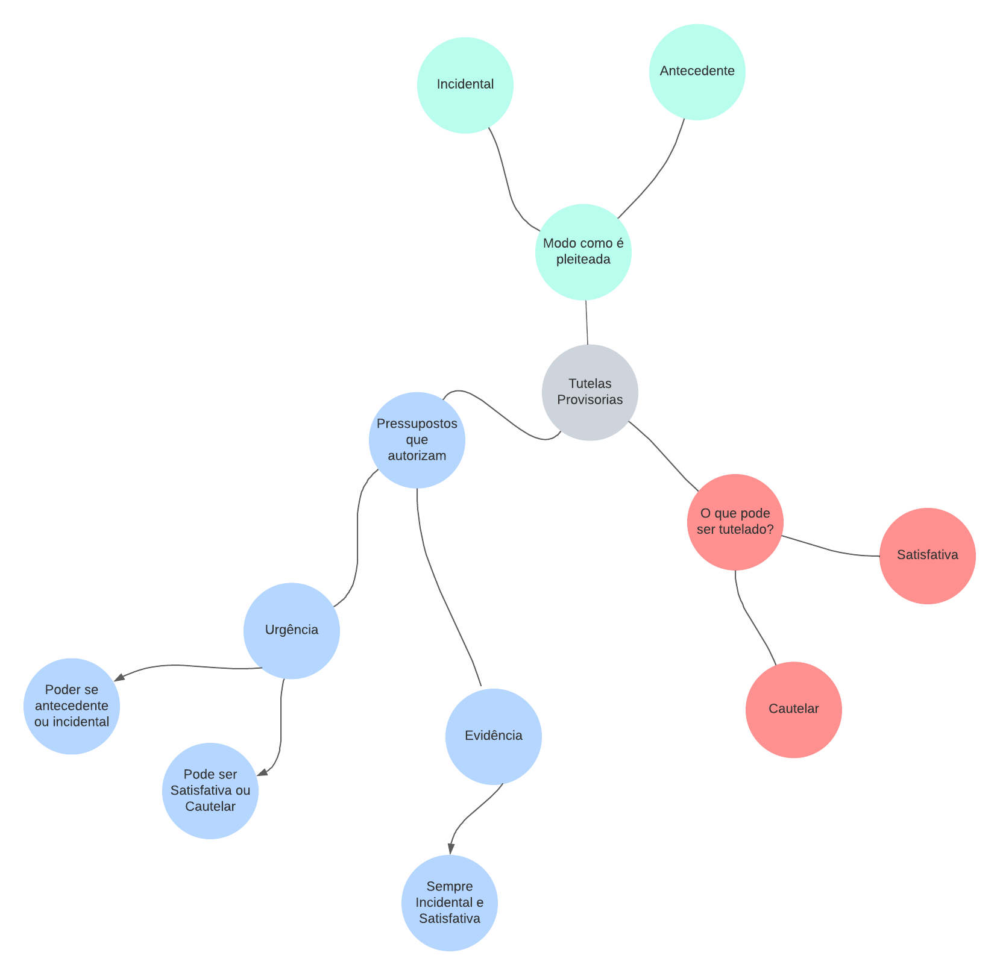 Incidental
Antecedente
Modo como é
pleiteada
Tutelas
Provisorias
Pressupostos
que
autorizam
O que pode
ser tutelado?
Satisfativa
Urgência
Poder se
antecedente
ou incidental
Cautelar
Evidência
Pode ser
Satisfativa ou
Cautelar
Sempre
Incidental e
Satisfativa